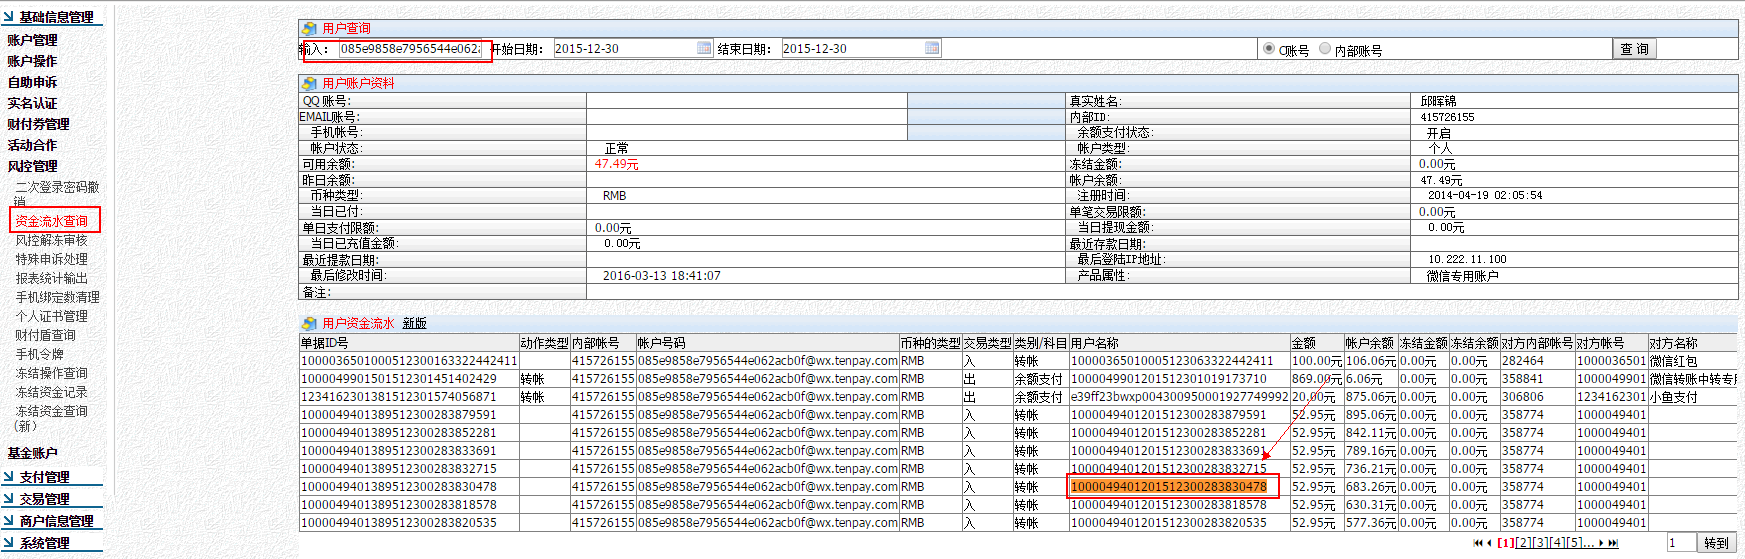 基础信息管理
账户管理
账户操作
自助申诉
实名认证
财付券管理
活动合作
风控管理
二次登录密码撤
销
资金流水查询
风控解冻审核
特殊申诉处理
报表统计输出
手机绑定数清理
个人证书管理
财付盾查询
手机令牌
冻结操作查询
冻结资金记录
冻结资金查询
(新)
基金账户
支付管理
交易管理
商户信息管理
系统管理
用户查询
输入: 085e9858e7956544e062a 开始日期: 2015-12-30 结束日期: 2015-12-30 C账号 内部账号 查 询
用户账户资料
QQ 账号: 真实姓名: 邱晖锦
EMAIL账号: 内部ID: 415726155
手机帐号: 余额支付状态: 开启
帐户状态: 正常 帐户类型: 个人
可用余额: 47.49元 冻结金额: 0.00元
昨日余额: 帐户余额: 47.49元
币种类型: RMB 注册时间: 2014-04-19 02:05:54
当日已付: 单笔交易限额: 0.00元
单日支付限额: 0.00元 当日提现金额: 0.00元
当日已充值金额: 0.00元 最近存款日期:
最近提款日期: 最后登陆IP地址: 10.222.11.100
最后修改时间: 2016-03-13 18:41:07 产品属性: 微信专用账户
备注:
用户资金流水 新版
单据ID号 动作类型 内部帐号 帐户号码 币种的类型 交易类型 类别/科目 用户名称 金额 帐户余额 冻结金额 冻结余额 对方内部帐号 对方帐号 对方名称
1000036501000512300163322442411 415726155 085e9858e7956544e062acb0f@wx.tenpay.com RMB 入 转帐 10000365010005123063322442411 100.00元 106.06元 0.00元 0.00元 282464 1000036501 微信红包
1000049901501512301451402429 转帐 415726155 085e9858e7956544e062acb0f@wx.tenpay.com RMB 出 余额支付 1000049901201512301019173710 869.00元 6.06元 0.00元 0.00元 358841 1000049901 微信转账中转专用
1234162301381512301574056871 转帐 415726155 085e9858e7956544e062acb0f@wx.tenpay.com RMB 出 余额支付 e39ff23bwxp004300950001927749992 20.00元 875.06元 0.00元 0.00元 306806 1234162301 小鱼支付
1000049401389512300283879591 415726155 085e9858e7956544e062acb0f@wx.tenpay.com RMB 入 转帐 1000049401201512300283879591 52.95元 895.06元 0.00元 0.00元 358774 1000049401
1000049401389512300283852281 415726155 085e9858e7956544e062acb0f@wx.tenpay.com RMB 入 转帐 1000049401201512300283852281 52.95元 842.11元 0.00元 0.00元 358774 1000049401
1000049401389512300283833691 415726155 085e9858e7956544e062acb0f@wx.tenpay.com RMB 入 转帐 1000049401201512300283833691 52.95元 789.16元 0.00元 0.00元 358774 1000049401
1000049401389512300283832715 415726155 085e9858e7956544e062acb0f@wx.tenpay.com RMB 入 转帐 1000049401201512300283832715 52.95元 736.21元 0.00元 0.00元 358774 1000049401
1000049401389512300283830478 415726155 085e9858e7956544e062acb0f@wx.tenpay.com RMB 入 转帐 1000049401201512300283830478 52.95元 683.26元 0.00元 0.00元 358774 1000049401
1000049401389512300283818578 415726155 085e9858e7956544e062acb0f@wx.tenpay.com RMB 入 转帐 1000049401201512300283818578 52.95元 630.31元 0.00元 0.00元 358774 1000049401
1000049401389512300283820535 415726155 085e9858e7956544e062acb0f@wx.tenpay.com RMB 入 转帐 1000049401201512300283820535 52.95元 577.36元 0.00元 0.00元 358774 1000049401
[1][2][3][4][5]... 1 转到